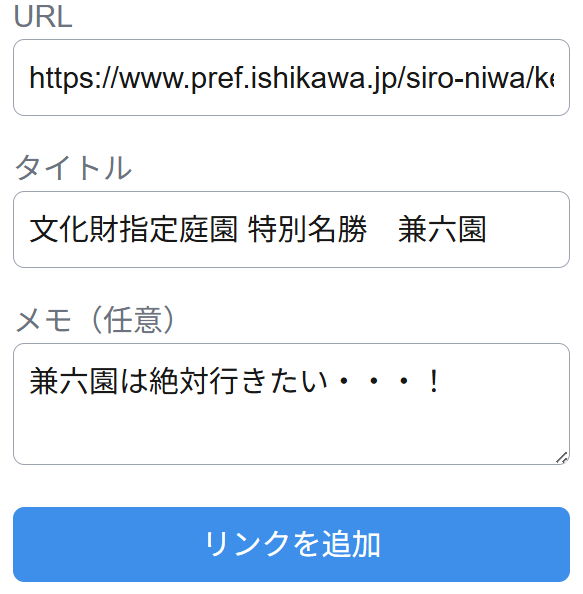 URL
https://www.pref.ishikawa.jp/siro-niwa/ke
タイトル
文化財指定庭園 特別名勝　兼六園
メモ（任意）
兼六園は絶対行きたい・・・！
リンクを追加